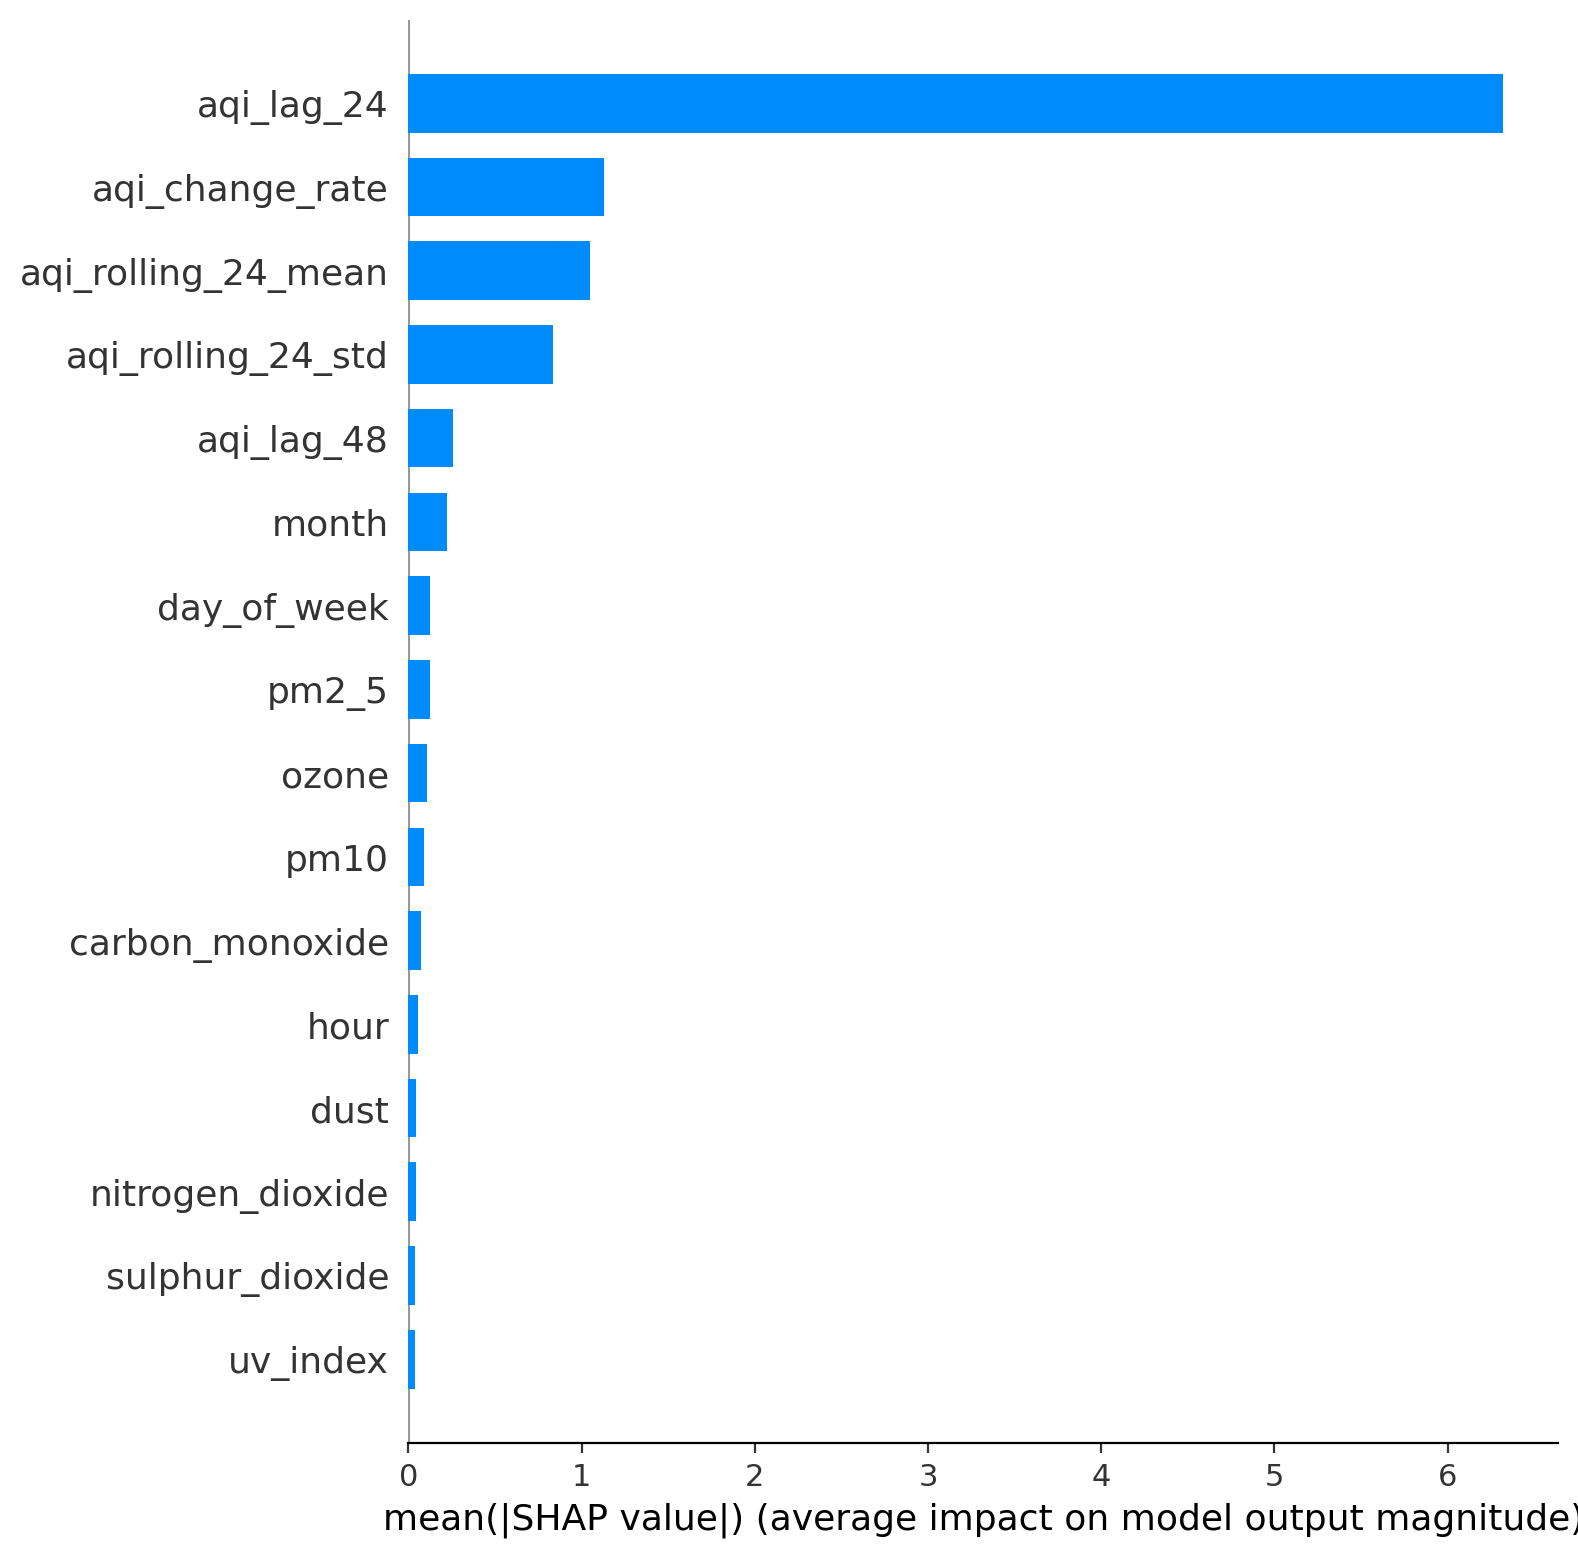 aqi_lag_24
aqi_change_rate
aqi_rolling_24_mean
aqi_rolling_24_std
aqi_lag_48
month
day_of_week
pm2_5
ozone
pm10
carbon_monoxide
hour
dust
nitrogen_dioxide
sulphur_dioxide
uv_index
0 1 2 3 4 5 6
mean(|SHAP value|) (average impact on model output magnitude)